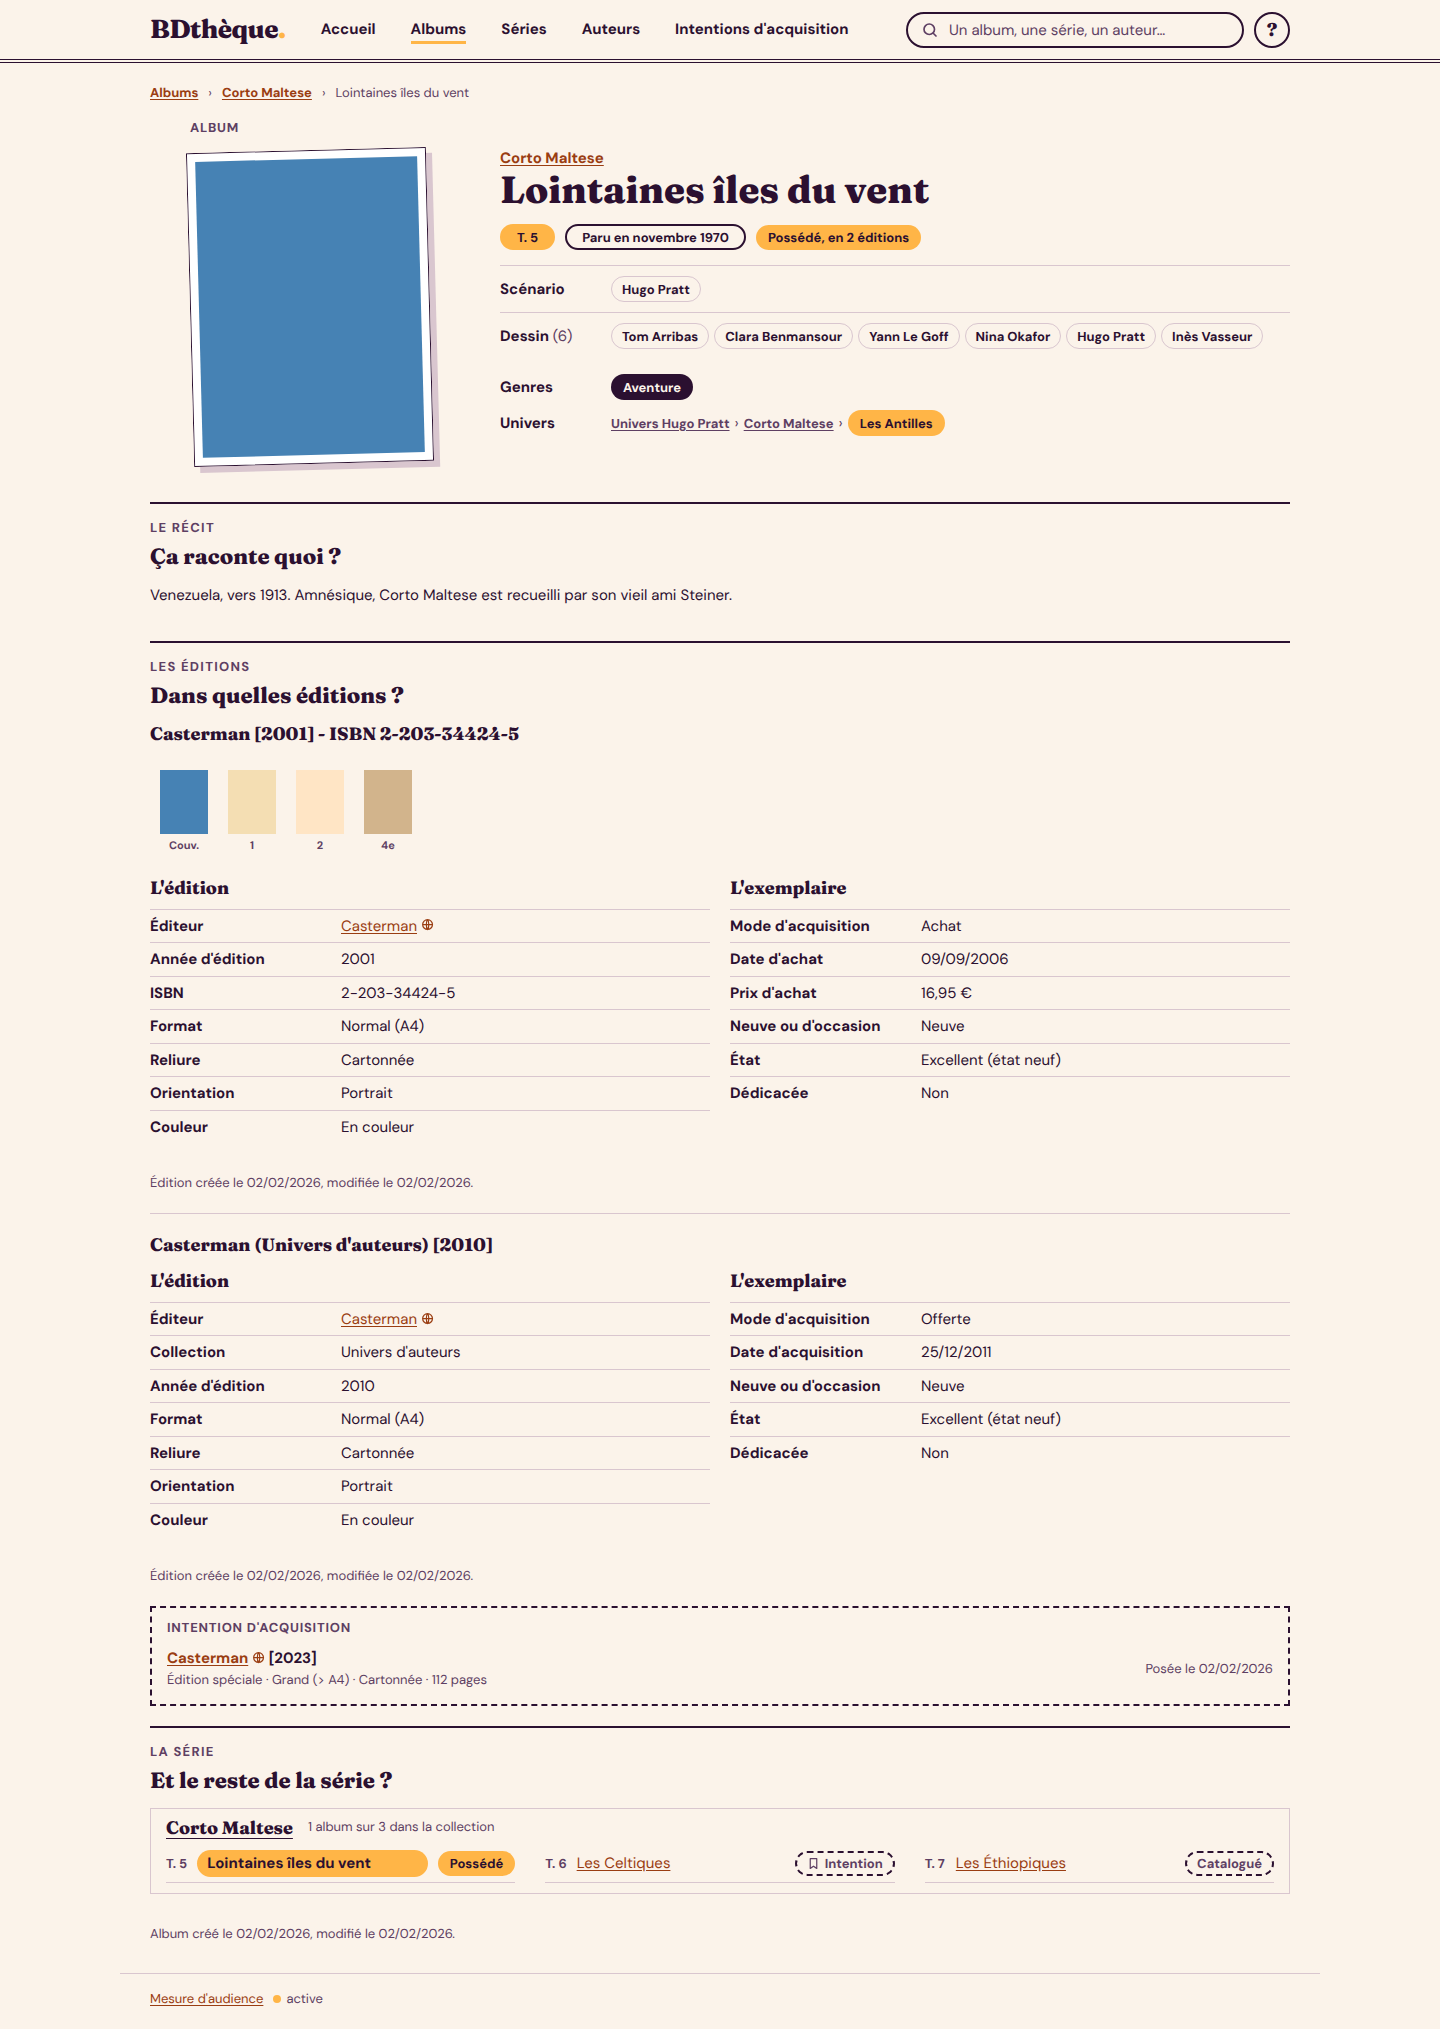 BDthèque.
Accueil
Albums
Séries
Auteurs
Intentions d'acquisition
Un album, une série, un auteur...
?
Albums › Corto Maltese › Lointaines îles du vent
ALBUM
Corto Maltese
Lointaines îles du vent
T. 5
Paru en novembre 1970
Possédé, en 2 éditions
Scénario Hugo Pratt
Dessin (6) Tom Arribas Clara Benmansour Yann Le Goff Nina Okafor Hugo Pratt Inès Vasseur
Genres Aventure
Univers Univers Hugo Pratt › Corto Maltese › Les Antilles
LE RÉCIT
Ça raconte quoi ?
Venezuela, vers 1913. Amnésique, Corto Maltese est recueilli par son vieil ami Steiner.
LES ÉDITIONS
Dans quelles éditions ?
Casterman [2001] - ISBN 2-203-34424-5
Couv. 1 2 4e
L'édition
Éditeur Casterman
Année d'édition 2001
ISBN 2-203-34424-5
Format Normal (A4)
Reliure Cartonnée
Orientation Portrait
Couleur En couleur
L'exemplaire
Mode d'acquisition Achat
Date d'achat 09/09/2006
Prix d'achat 16,95 €
Neuve ou d'occasion Neuve
État Excellent (état neuf)
Dédicacée Non
Édition créée le 02/02/2026, modifiée le 02/02/2026.
Casterman (Univers d'auteurs) [2010]
L'édition
Éditeur Casterman
Collection Univers d'auteurs
Année d'édition 2010
Format Normal (A4)
Reliure Cartonnée
Orientation Portrait
Couleur En couleur
L'exemplaire
Mode d'acquisition Offerte
Date d'acquisition 25/12/2011
Neuve ou d'occasion Neuve
État Excellent (état neuf)
Dédicacée Non
Édition créée le 02/02/2026, modifiée le 02/02/2026.
INTENTION D'ACQUISITION
Casterman [2023]
Édition spéciale · Grand (> A4) · Cartonnée · 112 pages
Posée le 02/02/2026
LA SÉRIE
Et le reste de la série ?
Corto Maltese 1 album sur 3 dans la collection
T. 5 Lointaines îles du vent Possédé
T. 6 Les Celtiques Intention
T. 7 Les Éthiopiques Catalogué
Album créé le 02/02/2026, modifié le 02/02/2026.
Mesure d'audience active